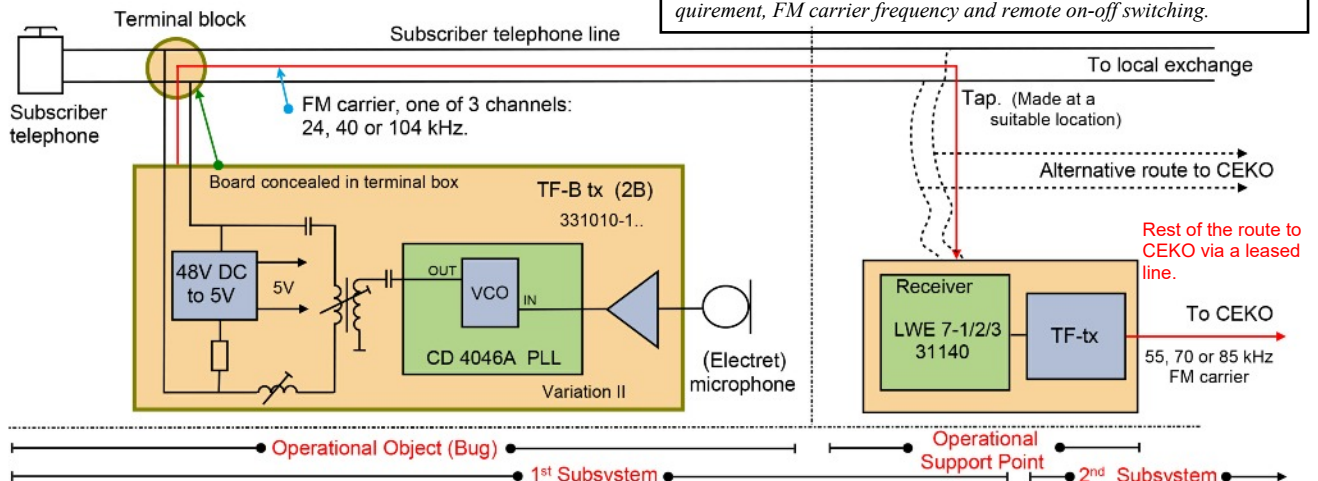 quirement, FM carrier frequency and remote on-off switching.
Terminal block
Subscriber telephone line
To local exchange
Subscriber
telephone
FM carrier, one of 3 channels:
24, 40 or 104 kHz.
Tap. (Made at a
suitable location)
Alternative route to CEKO
Board concealed in terminal box
TF-B tx (2B)
331010-1..
48V DC
to 5V
5V
OUT
VCO
IN
CD 4046A PLL
Variation II
(Electret)
microphone
Rest of the route to
CEKO via a leased
line.
Receiver
LWE 7-1/2/3
31140
TF-tx
To CEKO
55, 70 or 85 kHz
FM carrier
Operational Object (Bug)
Operational
Support Point
1st Subsystem
2nd Subsystem